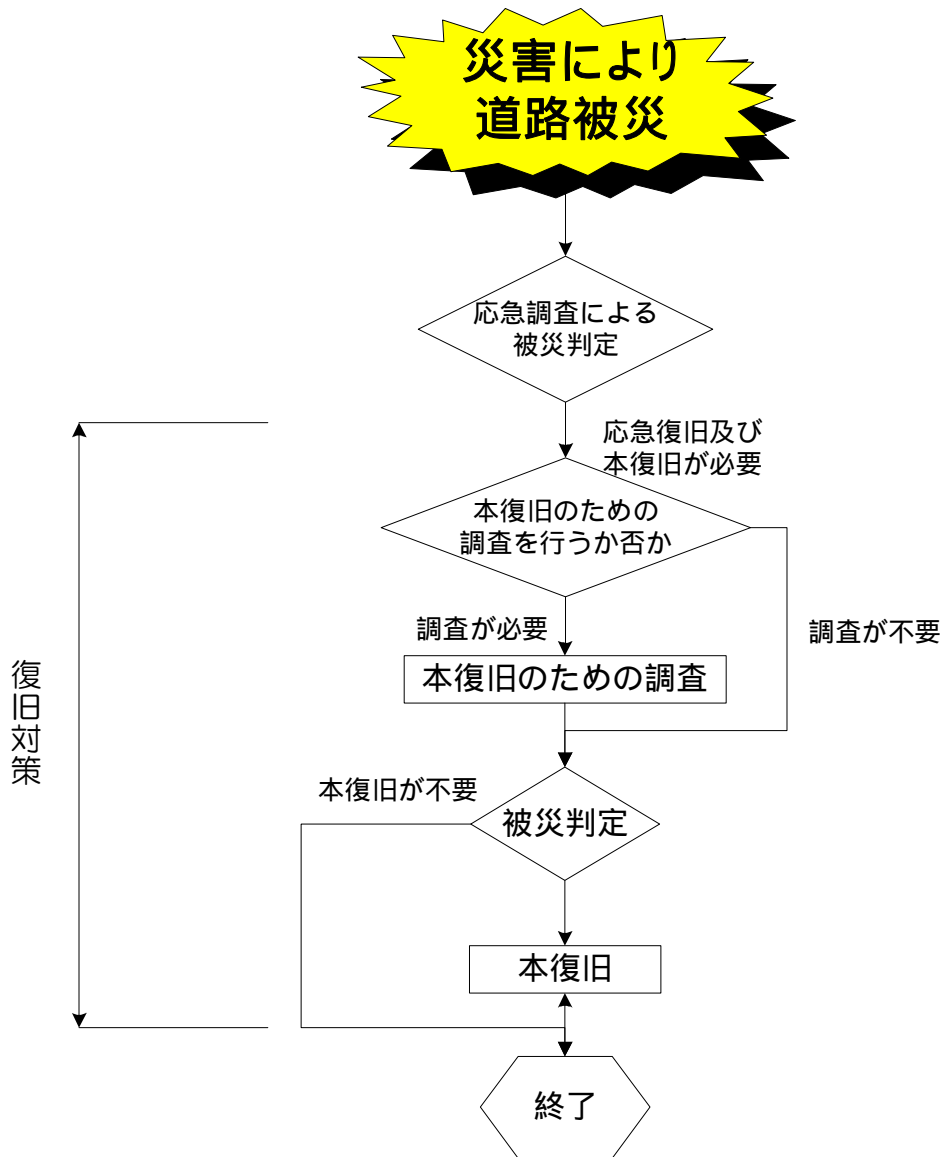 災害により
道路被災
応急調査による
被災判定
応急復旧及び
本復旧が必要
本復旧のための
調査を行うか否か
調査が必要
調査が不要
本復旧のための調査
復旧対策
本復旧が不要
被災判定
本復旧
終了